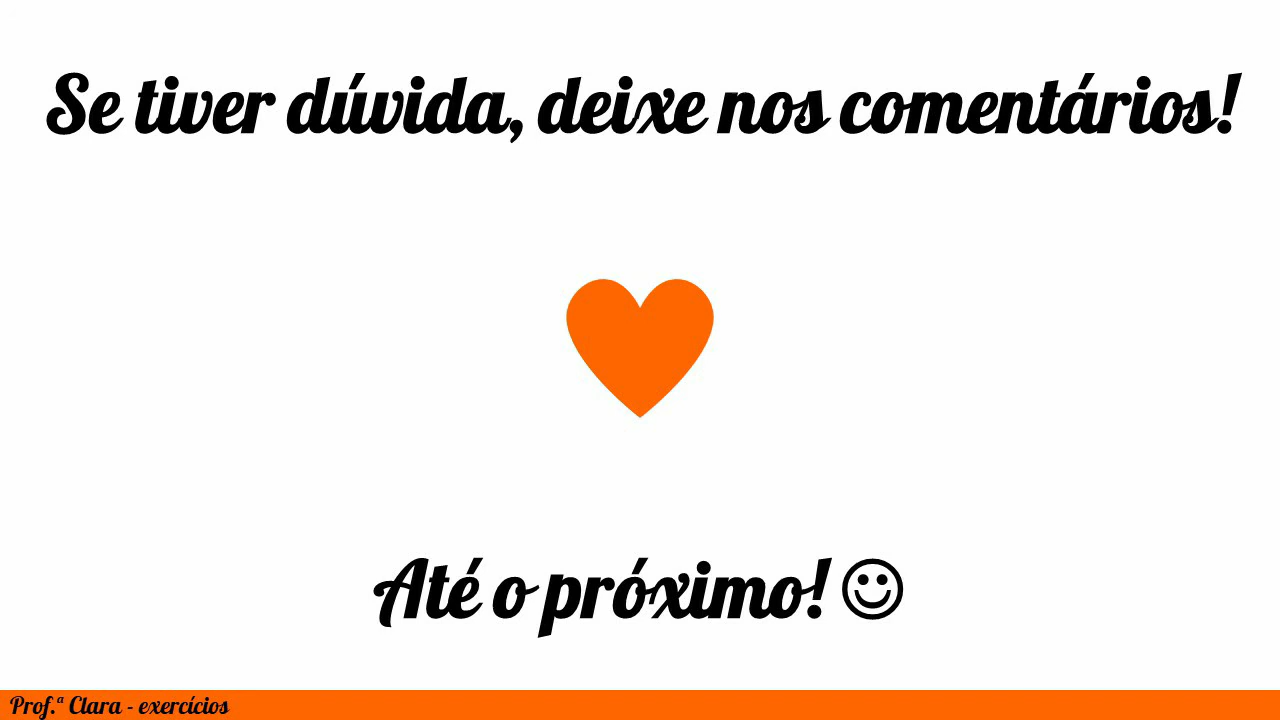 Se tiver dúvida, deixe nos comentários!
Até o próximo! ☺
Prof.ª Clara - exercícios